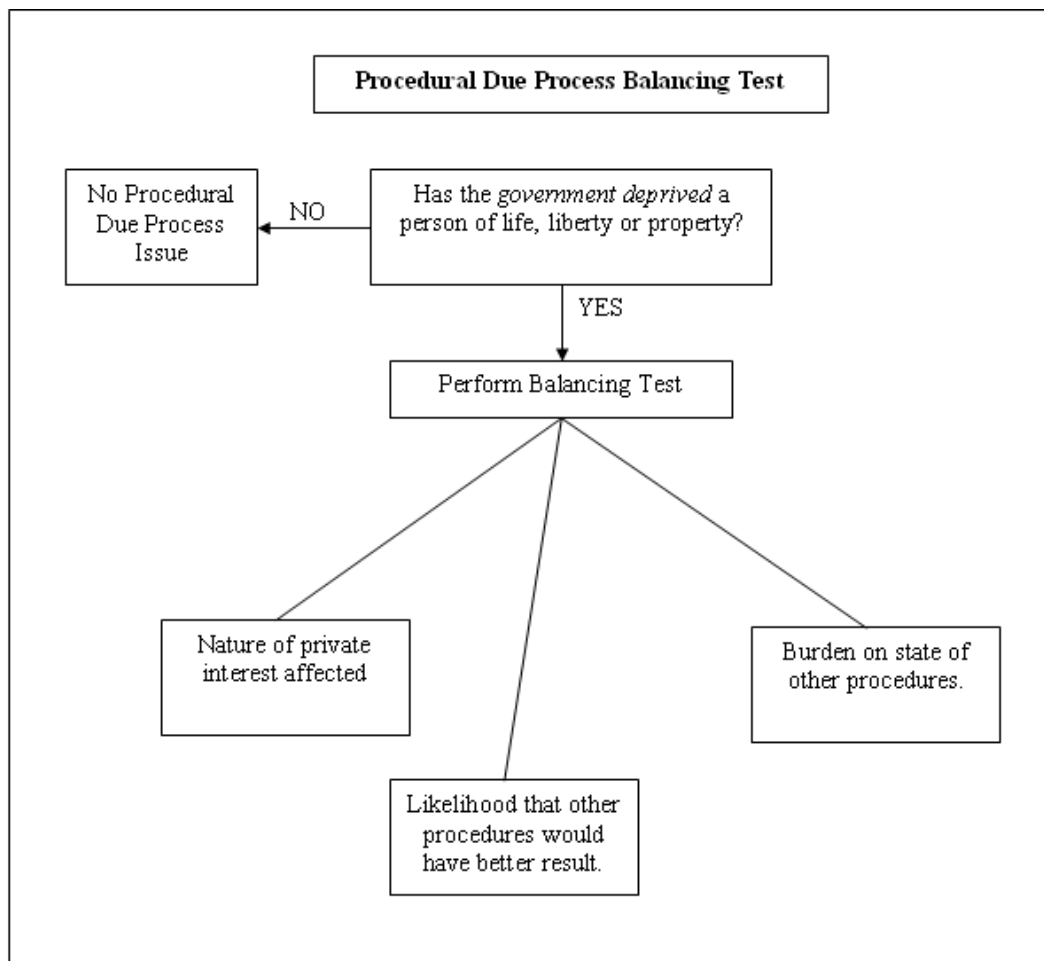 Procedural Due Process Balancing Test
No Procedural
Due Process
Issue
NO
Has the government deprived a
person of life, liberty or property?
YES
Perform Balancing Test
Nature of private
interest affected
Burden on state of
other procedures.
Likelihood that other
procedures would
have better result.